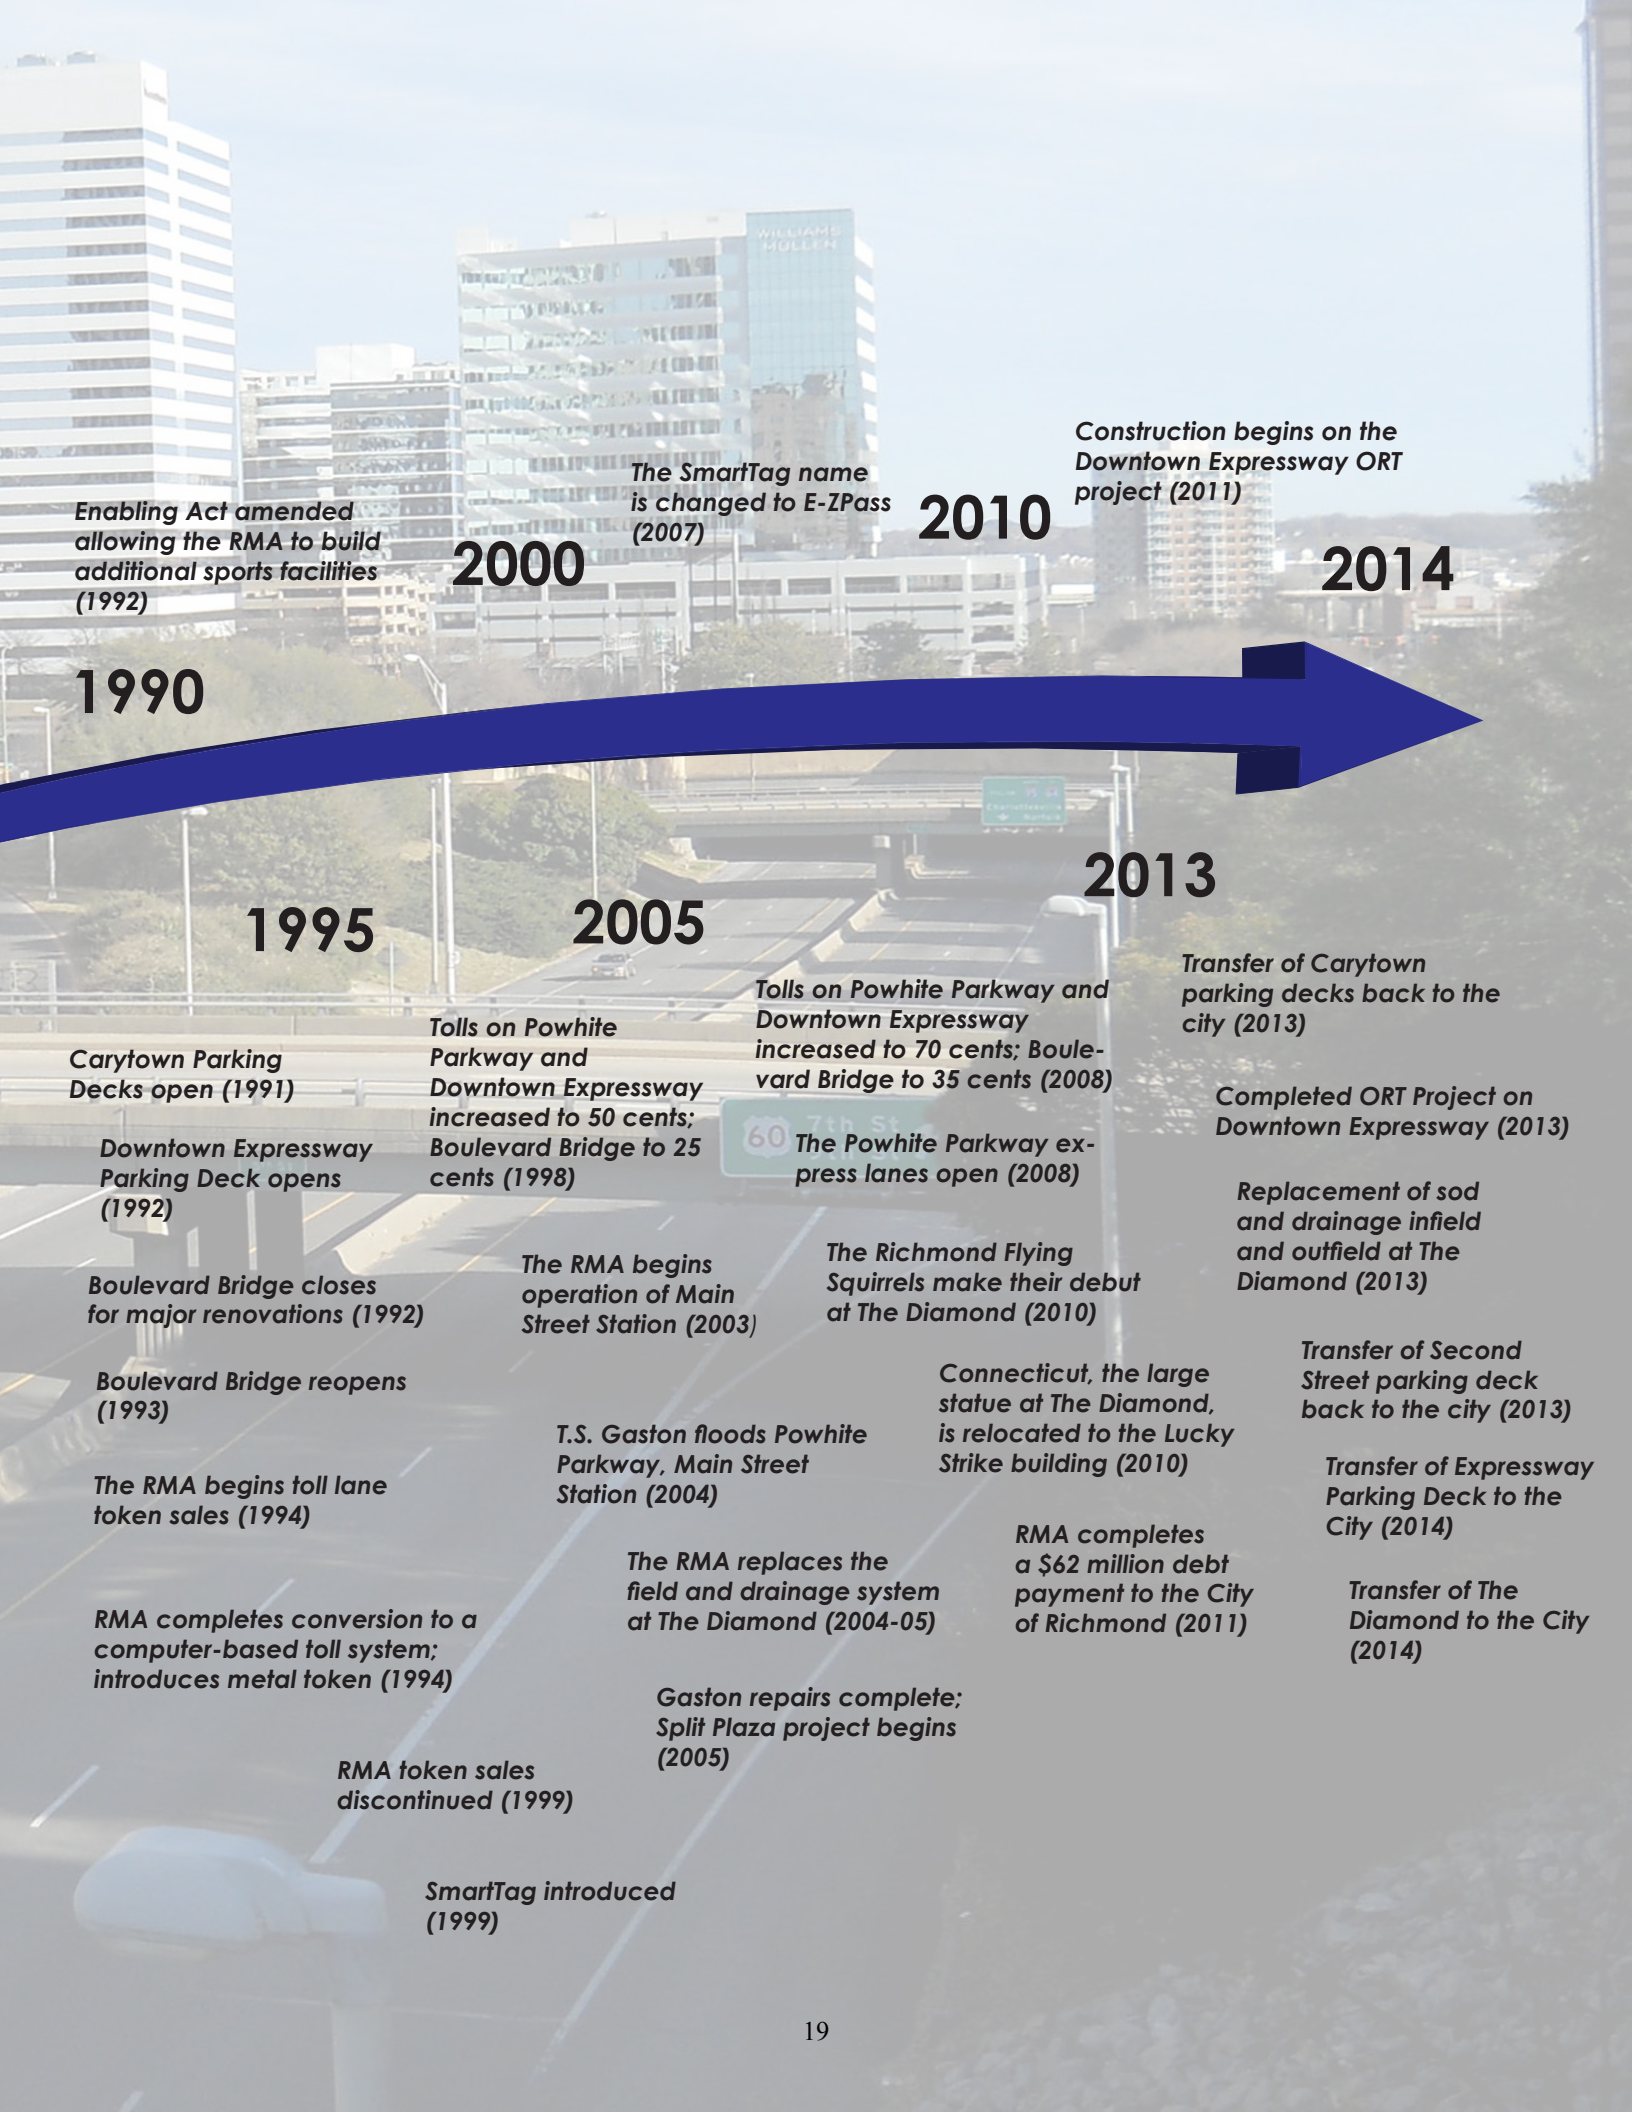 WILLIAMS
MULLEN
Construction begins on the
Downtown Expressway ORT
project (2011)
The SmartTag name
is changed to E-ZPass
(2007)
2010
Enabling Act amended
allowing the RMA to build
additional sports facilities
(1992)
2000
2014
1990
Charlottesville
Norfolk
2013
1995
2005
Transfer of Carytown
parking decks back to the
city (2013)
Tolls on Powhite Parkway and
Downtown Expressway
increased to 70 cents; Boule-
vard Bridge to 35 cents (2008)
Tolls on Powhite
Parkway and
Downtown Expressway
increased to 50 cents;
Boulevard Bridge to 25
cents (1998)
Carytown Parking
Decks open (1991)
Completed ORT Project on
Downtown Expressway (2013)
60
7th St
The Powhite Parkway ex-
press lanes open (2008)
Downtown Expressway
Parking Deck opens
(1992)
Replacement of sod
and drainage infield
and outfield at The
Diamond (2013)
The Richmond Flying
Squirrels make their debut
at The Diamond (2010)
The RMA begins
operation of Main
Street Station (2003)
Boulevard Bridge closes
for major renovations (1992)
Transfer of Second
Street parking deck
back to the city (2013)
Connecticut, the large
statue at The Diamond,
is relocated to the Lucky
Strike building (2010)
Boulevard Bridge reopens
(1993)
T.S. Gaston floods Powhite
Parkway, Main Street
Station (2004)
Transfer of Expressway
Parking Deck to the
City (2014)
The RMA begins toll lane
token sales (1994)
RMA completes
a $62 million debt
payment to the City
of Richmond (2011)
The RMA replaces the
field and drainage system
at The Diamond (2004-05)
Transfer of The
Diamond to the City
(2014)
RMA completes conversion to a
computer-based toll system;
introduces metal token (1994)
Gaston repairs complete;
Split Plaza project begins
(2005)
RMA token sales
discontinued (1999)
SmartTag introduced
(1999)
19